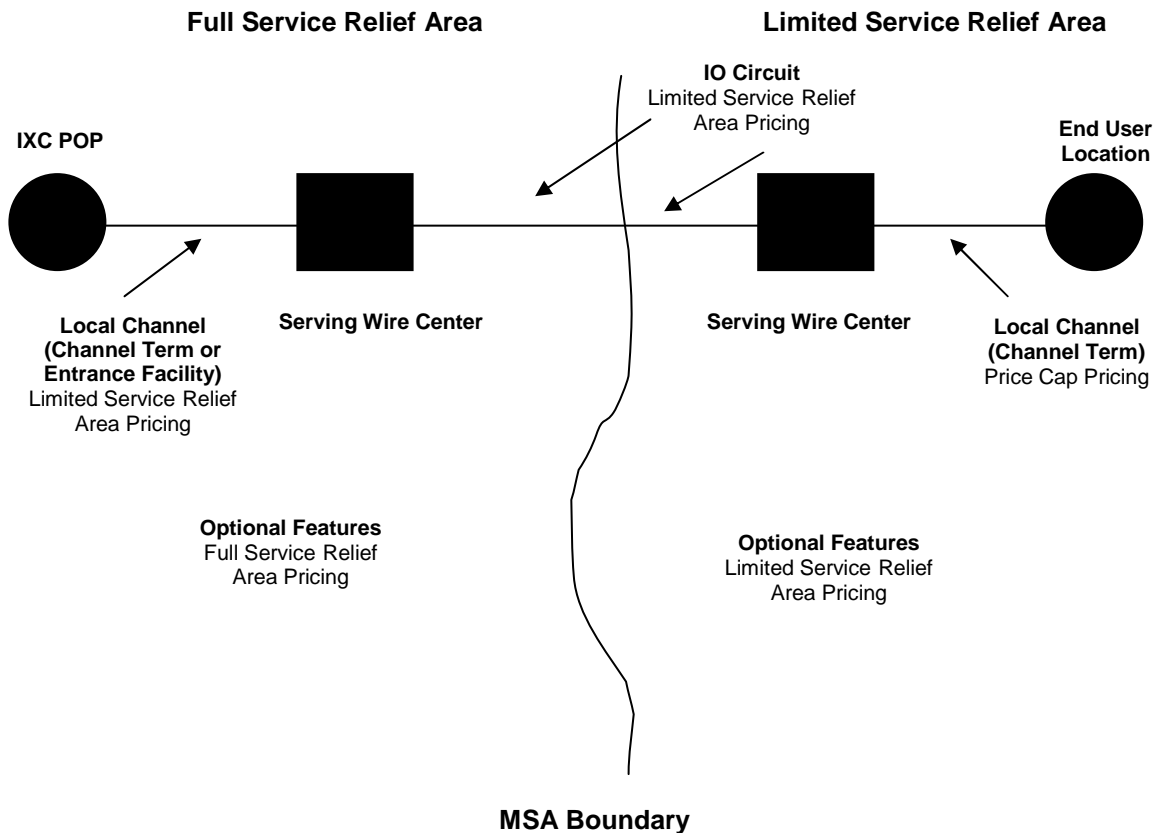 Full Service Relief Area
Limited Service Relief Area
IO Circuit
Limited Service Relief
Area Pricing
IXC POP
End User
Location
Local Channel
(Channel Term or
Entrance Facility)
Limited Service Relief
Area Pricing
Serving Wire Center
Serving Wire Center
Local Channel
(Channel Term)
Price Cap Pricing
Optional Features
Full Service Relief
Area Pricing
Optional Features
Limited Service Relief
Area Pricing
MSA Boundary